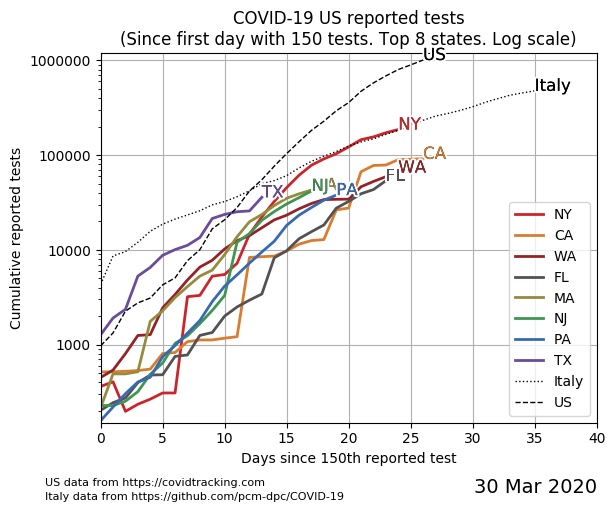 COVID-19 US reported tests
(Since first day with 150 tests. Top 8 states. Log scale)
Cumulative reported tests
1000000
100000
10000
1000
US
Italy
NY
CA
WA
FL
MA
NJ
PA
TX
NY
CA
WA
FL
MA
NJ
PA
TX
Italy
US
0 5 10 15 20 25 30 35 40
Days since 150th reported test
US data from https://covidtracking.com
Italy data from https://github.com/pcm-dpc/COVID-19
30 Mar 2020